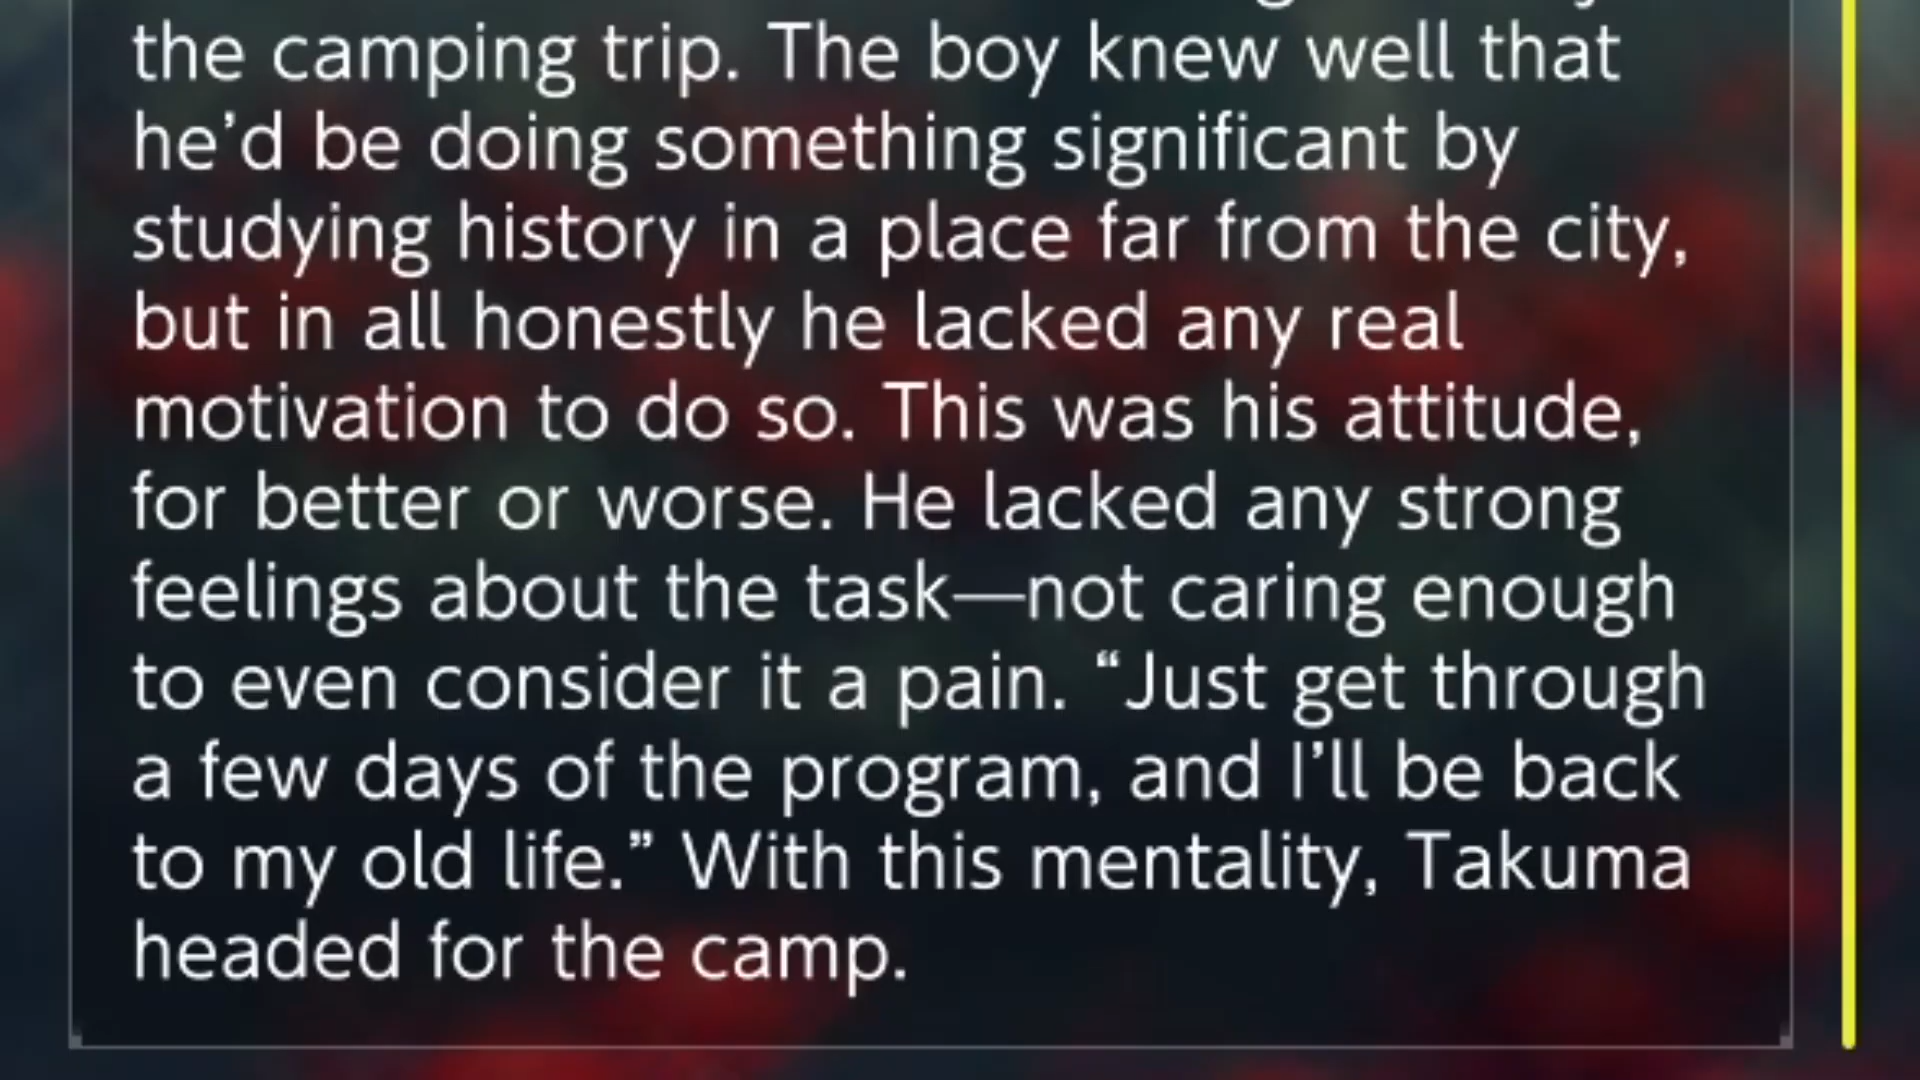 the camping trip. The boy knew well that
he’d be doing something significant by
studying history in a place far from the city,
but in all honestly he lacked any real
motivation to do so. This was his attitude,
for better or worse. He lacked any strong
feelings about the task—not caring enough
to even consider it a pain. “Just get through
a few days of the program, and I’ll be back
to my old life.” With this mentality, Takuma
headed for the camp.